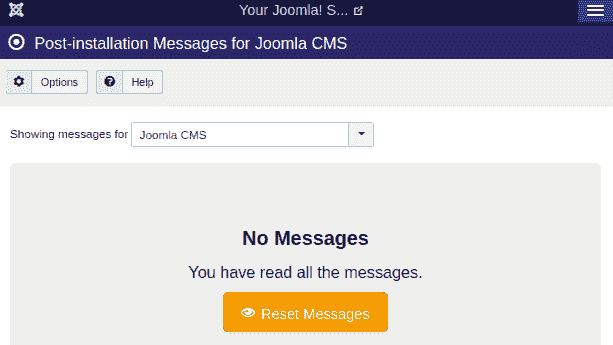 Your Joomla! S...
Post-installation Messages for Joomla CMS
Options Help
Showing messages for Joomla CMS
No Messages
You have read all the messages.
Reset Messages